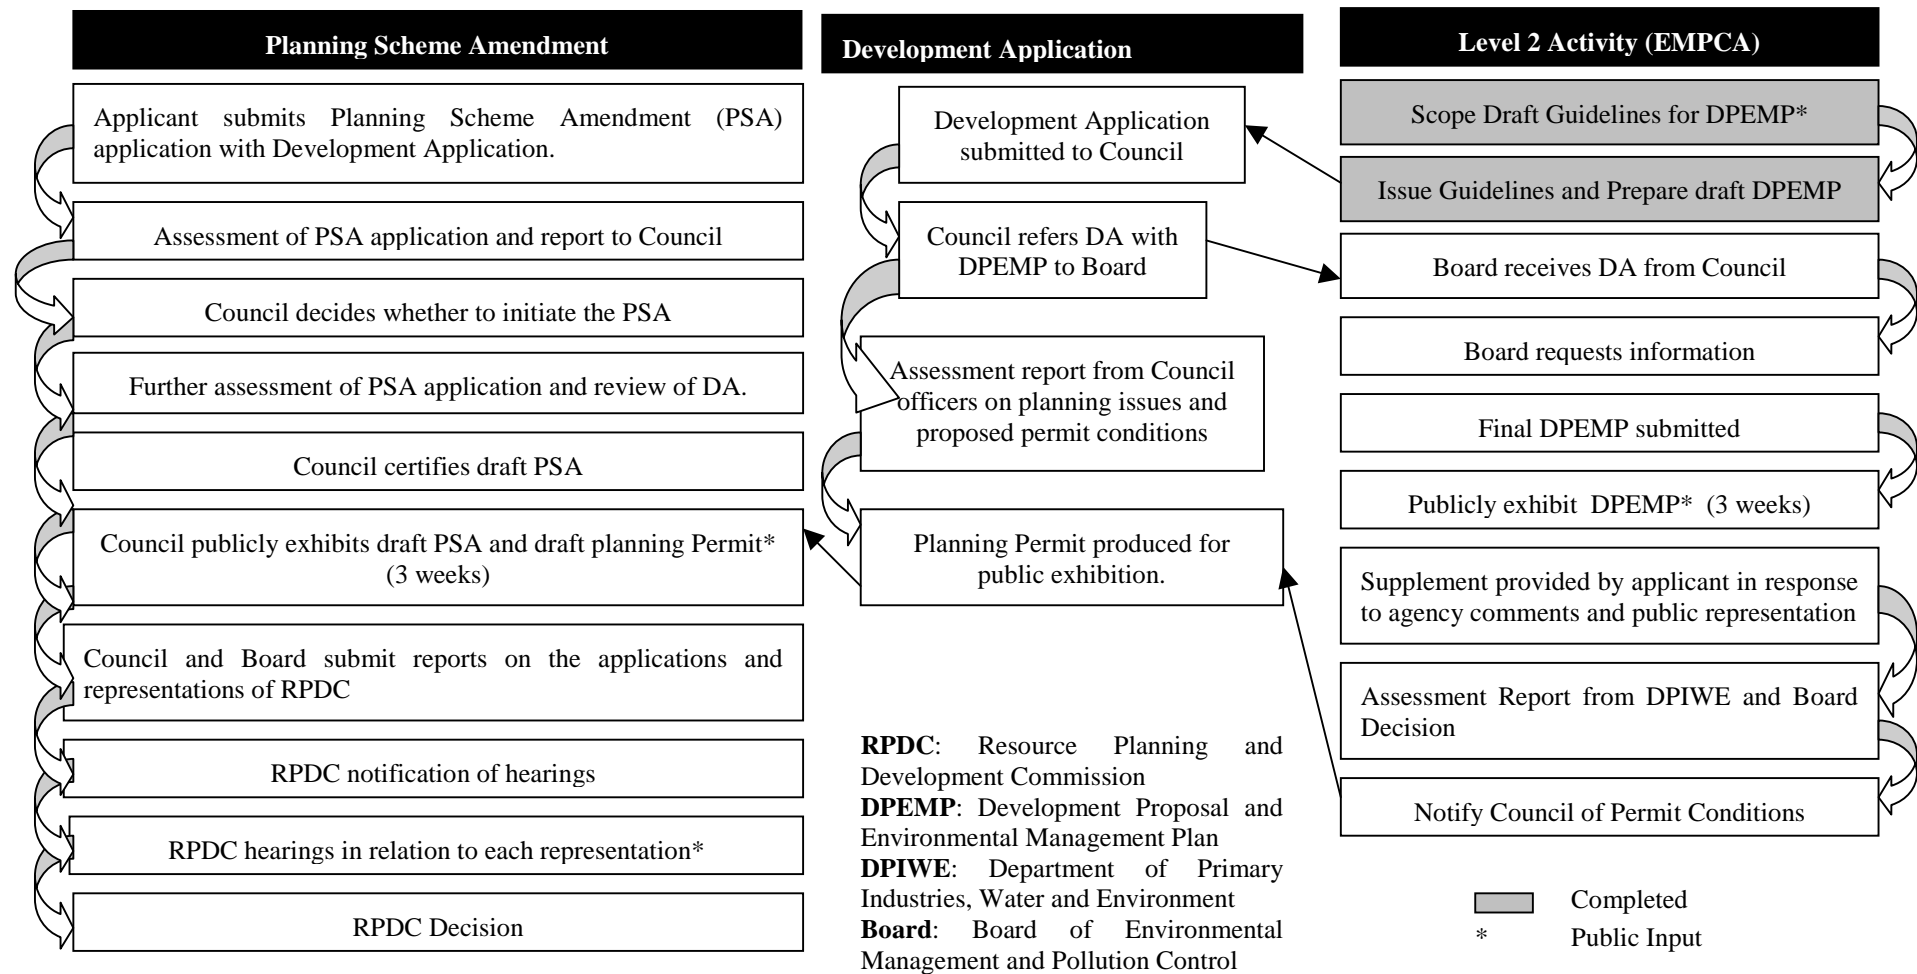 Planning Scheme Amendment
Applicant submits Planning Scheme Amendment (PSA)
application with Development Application.
Assessment of PSA application and report to Council
Council decides whether to initiate the PSA
Further assessment of PSA application and review of DA.
Council certifies draft PSA
Council publicly exhibits draft PSA and draft planning Permit*
(3 weeks)
Council and Board submit reports on the applications and
representations of RPDC
RPDC notification of hearings
RPDC hearings in relation to each representation*
RPDC Decision
Development Application
Development Application
submitted to Council
Council refers DA with
DPEMP to Board
Assessment report from Council
officers on planning issues and
proposed permit conditions
Planning Permit produced for
public exhibition.
RPDC: Resource Planning and
Development Commission
DPEMP: Development Proposal and
Environmental Management Plan
DPIWE: Department of Primary
Industries, Water and Environment
Board: Board of Environmental
Management and Pollution Control
Level 2 Activity (EMPCA)
Scope Draft Guidelines for DPEMP*
Issue Guidelines and Prepare draft DPEMP
Board receives DA from Council
Board requests information
Final DPEMP submitted
Publicly exhibit DPEMP* (3 weeks)
Supplement provided by applicant in response
to agency comments and public representation
Assessment Report from DPIWE and Board
Decision
Notify Council of Permit Conditions
Completed
* Public Input